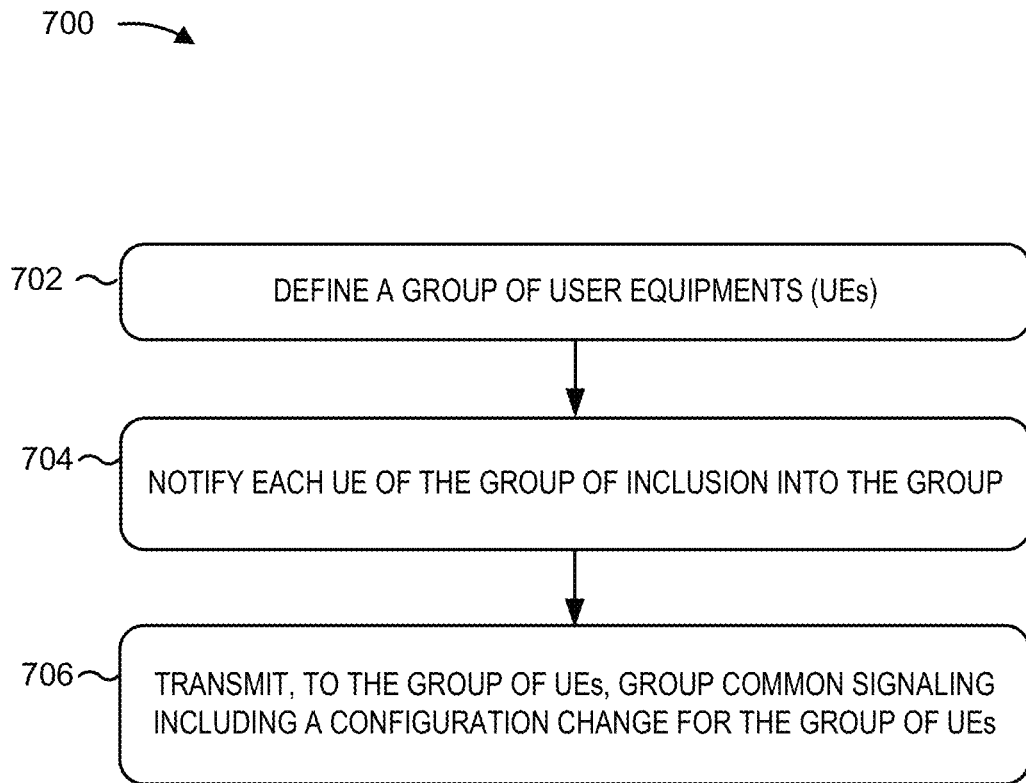 700
702
DEFINE A GROUP OF USER EQUIPMENTS (UEs)
704
NOTIFY EACH UE OF THE GROUP OF INCLUSION INTO THE GROUP
706
TRANSMIT, TO THE GROUP OF UEs, GROUP COMMON SIGNALING
INCLUDING A CONFIGURATION CHANGE FOR THE GROUP OF UEs